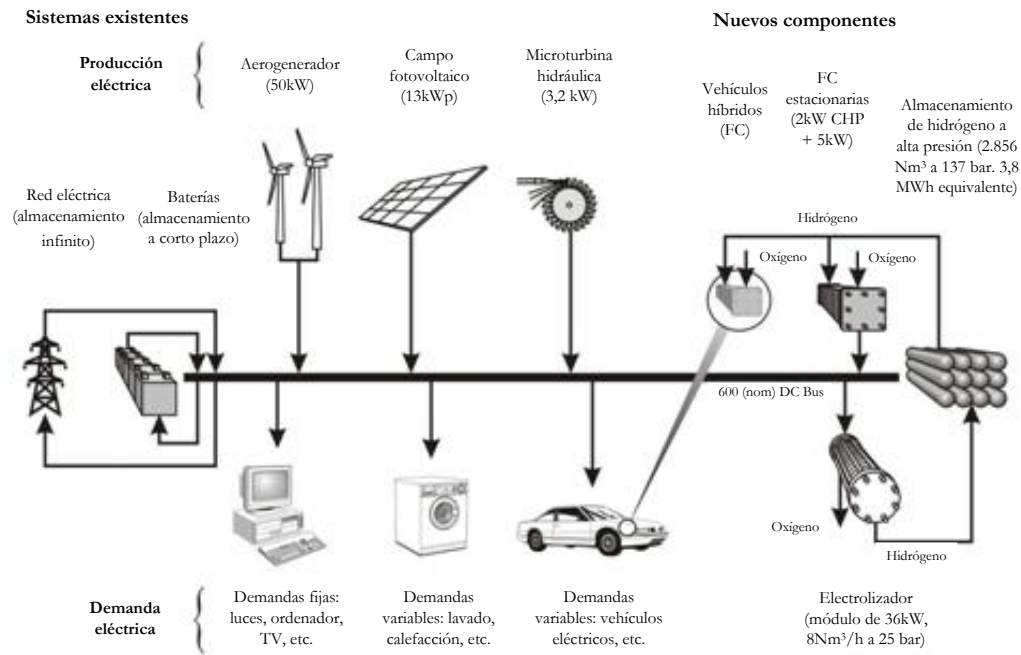 Sistemas existentes
Nuevos componentes
Producción
eléctrica
Aerogenerador
(50kW)
Campo
fotovoltaico
(13kWp)
Microturbina
hidráulica
(3,2 kW)
Vehículos
híbridos
(FC)
FC
estacionarias
(2kW CHP
+ 5kW)
Almacenamiento
de hidrógeno a
alta presión (2.856
Nm³ a 137 bar. 3,8
MWh equivalente)
Red eléctrica
(almacenamiento
infinito)
Baterías
(almacenamiento
a corto plazo)
Hidrógeno
Oxígeno
Oxígeno
600 (nom) DC Bus
Oxígeno
Hidrógeno
Demanda
eléctrica
Demandas fijas:
luces, ordenador,
TV, etc.
Demandas
variables: lavado,
calefacción, etc.
Demandas
variables: vehículos
eléctricos, etc.
Electrolizador
(módulo de 36kW,
8Nm³/h a 25 bar)